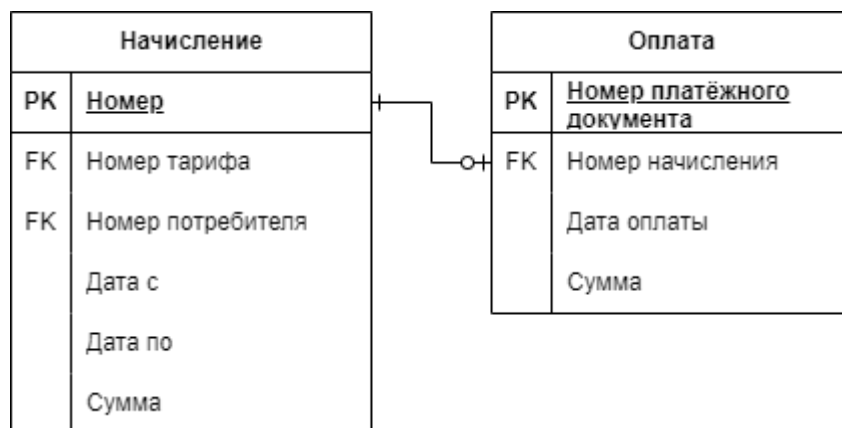 Начисление
PK Номер
FK Номер тарифа
FK Номер потребителя
Дата с
Дата по
Сумма
Оплата
PK Номер платёжного
документа
FK Номер начисления
Дата оплаты
Сумма